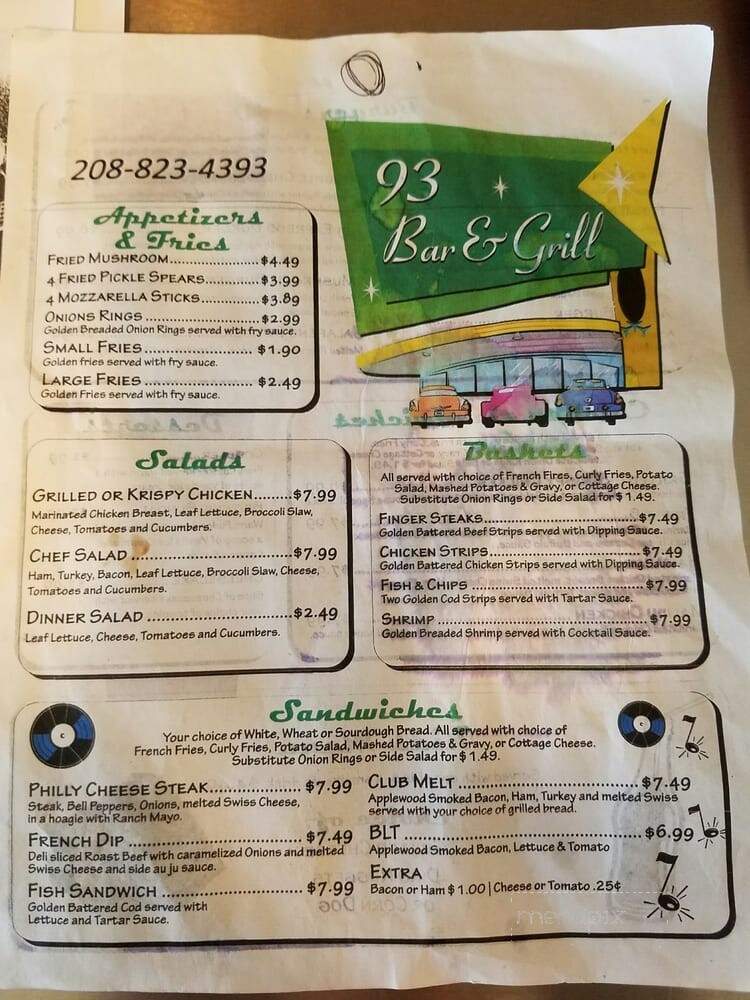 208-823-4393
93
Bar & Grill
Appetizers
& Fries
FRIED MUSHROOM.....................$4.49
4 FRIED PICKLE SPEARS..............$3.99
4 MOZZARELLA STICKS..............$3.89
ONIONS RINGS...........................$2.99
Golden Breaded Onion Rings served with fry sauce.
SMALL FRIES..........................$1.90
Golden fries served with fry sauce.
LARGE FRIES..........................$2.49
Golden Fries served with fry sauce.
Salads
GRILLED OR KRISPY CHICKEN.........$7.99
Marinated Chicken Breast, Leaf Lettuce, Broccoli Slaw,
Cheese, Tomatoes and Cucumbers.
CHEF SALAD..................................$7.99
Ham, Turkey, Bacon, Leaf Lettuce, Broccoli Slaw, Cheese,
Tomatoes and Cucumbers.
DINNER SALAD..............................$2.49
Leaf Lettuce, Cheese, Tomatoes and Cucumbers.
Baskets
All served with choice of French Fires, Curly Fries, Potato
Salad, Mashed Potatoes & Gravy, or Cottage Cheese.
Substitute Onion Rings or Side Salad for $ 1.49.
FINGER STEAKS...................................$7.49
Golden Battered Beef Strips served with Dipping Sauce.
CHICKEN STRIPS..................................$7.49
Golden Battered Chicken Strips served with Dipping Sauce.
FISH & CHIPS.....................................$7.99
Two Golden Cod Strips served with Tartar Sauce.
SHRIMP..............................................$7.99
Golden Breaded Shrimp served with Cocktail Sauce.
Sandwiches
Your choice of White, Wheat or Sourdough Bread. All served with choice of
French Fries, Curly Fries, Potato Salad, Mashed Potatoes & Gravy, or Cottage Cheese.
Substitute Onion Rings or Side Salad for $ 1.49.
PHILLY CHEESE STEAK..................$7.99
Steak, Bell Peppers, Onions, melted Swiss Cheese,
in a hoagie with Ranch Mayo.
FRENCH DIP..................................$7.49
Deli sliced Roast Beef with caramelized Onions and melted
Swiss Cheese and side au ju sauce.
FISH SANDWICH...........................$7.99
Golden Battered Cod served with
Lettuce and Tartar Sauce.
CLUB MELT..................................$7.49
Applewood Smoked Bacon, Ham, Turkey and melted Swiss
served with your choice of grilled bread.
BLT................................................$6.99
Applewood Smoked Bacon, Lettuce & Tomato
EXTRA
Bacon or Ham $ 1.00 | Cheese or Tomato .25¢